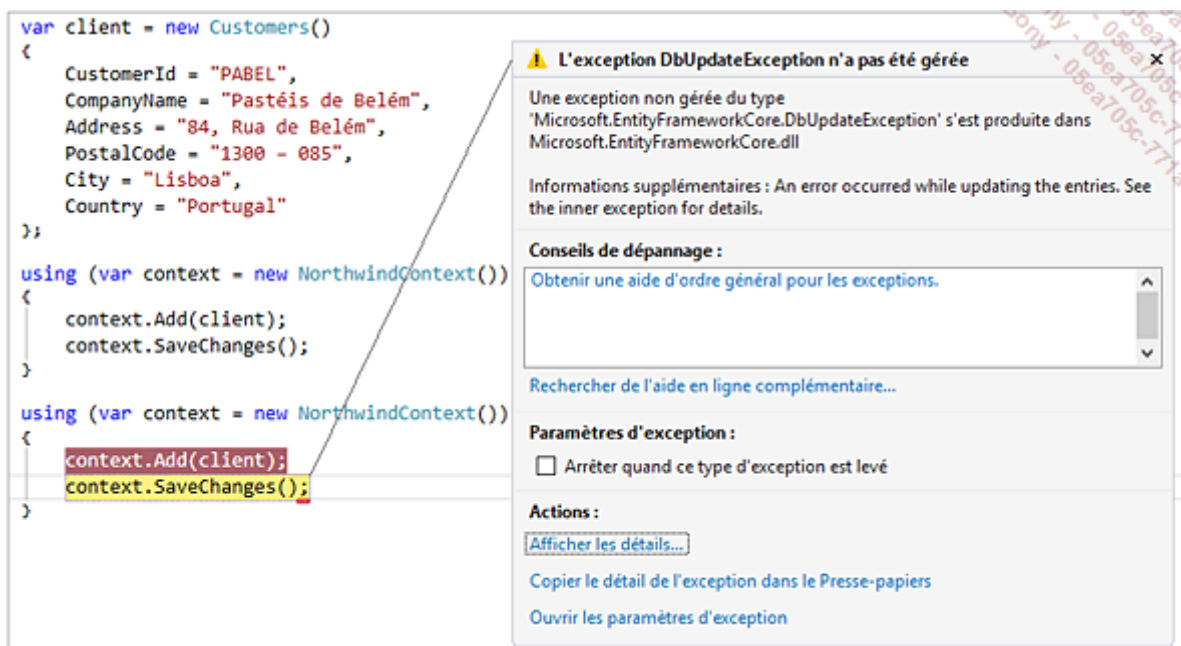 var client = new Customers()
{
CustomerId = "PABEL",
CompanyName = "Pastéis de Belém",
Address = "84, Rua de Belém",
PostalCode = "1300 – 085",
City = "Lisboa",
Country = "Portugal"
};
using (var context = new NorthwindContext())
{
context.Add(client);
context.SaveChanges();
}
using (var context = new NorthwindContext())
{
context.Add(client);
context.SaveChanges();
}
L'exception DbUpdateException n'a pas été gérée
Une exception non gérée du type
'Microsoft.EntityFrameworkCore.DbUpdateException' s'est produite dans
Microsoft.EntityFrameworkCore.dll
Informations supplémentaires : An error occurred while updating the entries. See
the inner exception for details.
Conseils de dépannage :
Obtenir une aide d'ordre général pour les exceptions.
Rechercher de l'aide en ligne complémentaire...
Paramètres d'exception :
Arrêter quand ce type d'exception est levé
Actions :
Afficher les détails...
Copier le détail de l'exception dans le Presse-papiers
Ouvrir les paramètres d'exception